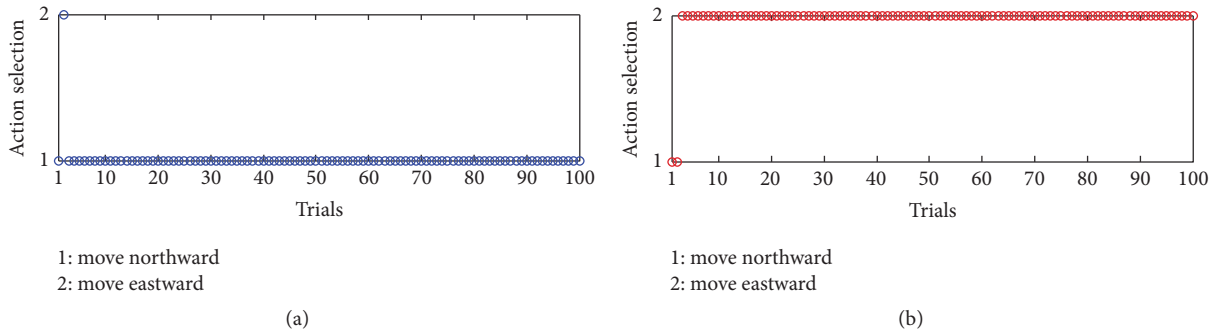 2
Action selection
1
1 10 20 30 40 50 60 70 80 90 100
Trials
1: move northward
2: move eastward
(a)
2
Action selection
1
1 10 20 30 40 50 60 70 80 90 100
Trials
1: move northward
2: move eastward
(b)